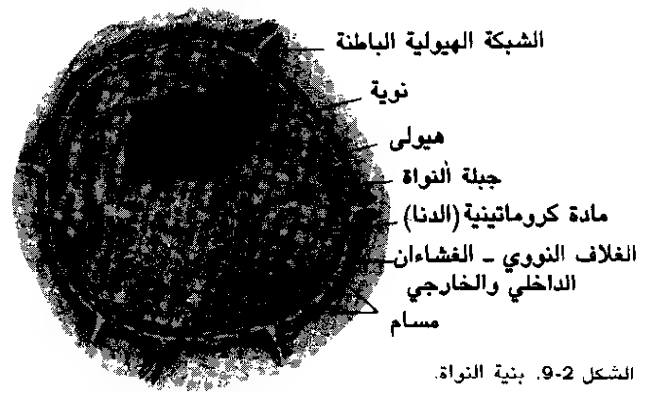 الشبكة الهيولية الباطنة
نوية
هيولى
جبلة النواة
مادة كروماتينية (الدنا)
الغلاف النووي – الغشاءان
الداخلي والخارجي
مسام
الشكل 2-9. بنية النواة.